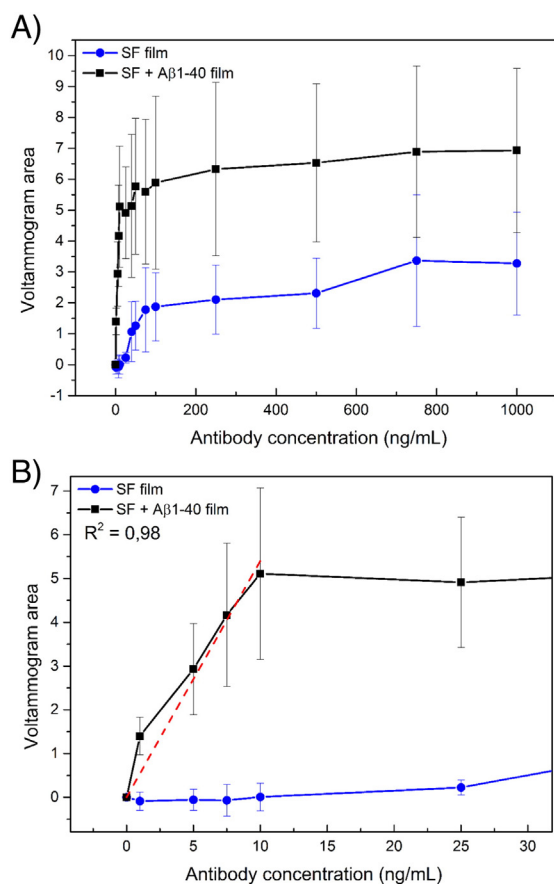 A)
SF film
SF + Aβ1-40 film
10
9
8
7
6
5
4
3
2
1
0
-1
Voltammogram area
0 200 400 600 800 1000
Antibody concentration (ng/mL)
B)
SF film
SF + Aβ1-40 film
R² = 0,98
7
6
5
4
3
2
1
0
Voltammogram area
0 5 10 15 20 25 30
Antibody concentration (ng/mL)